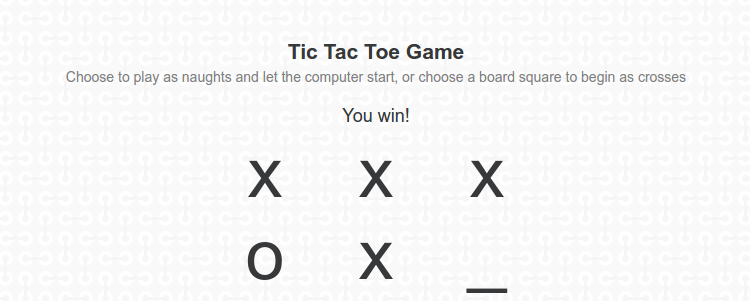 Tic Tac Toe Game
Choose to play as naughts and let the computer start, or choose a board square to begin as crosses
You win!
x x x
o x _